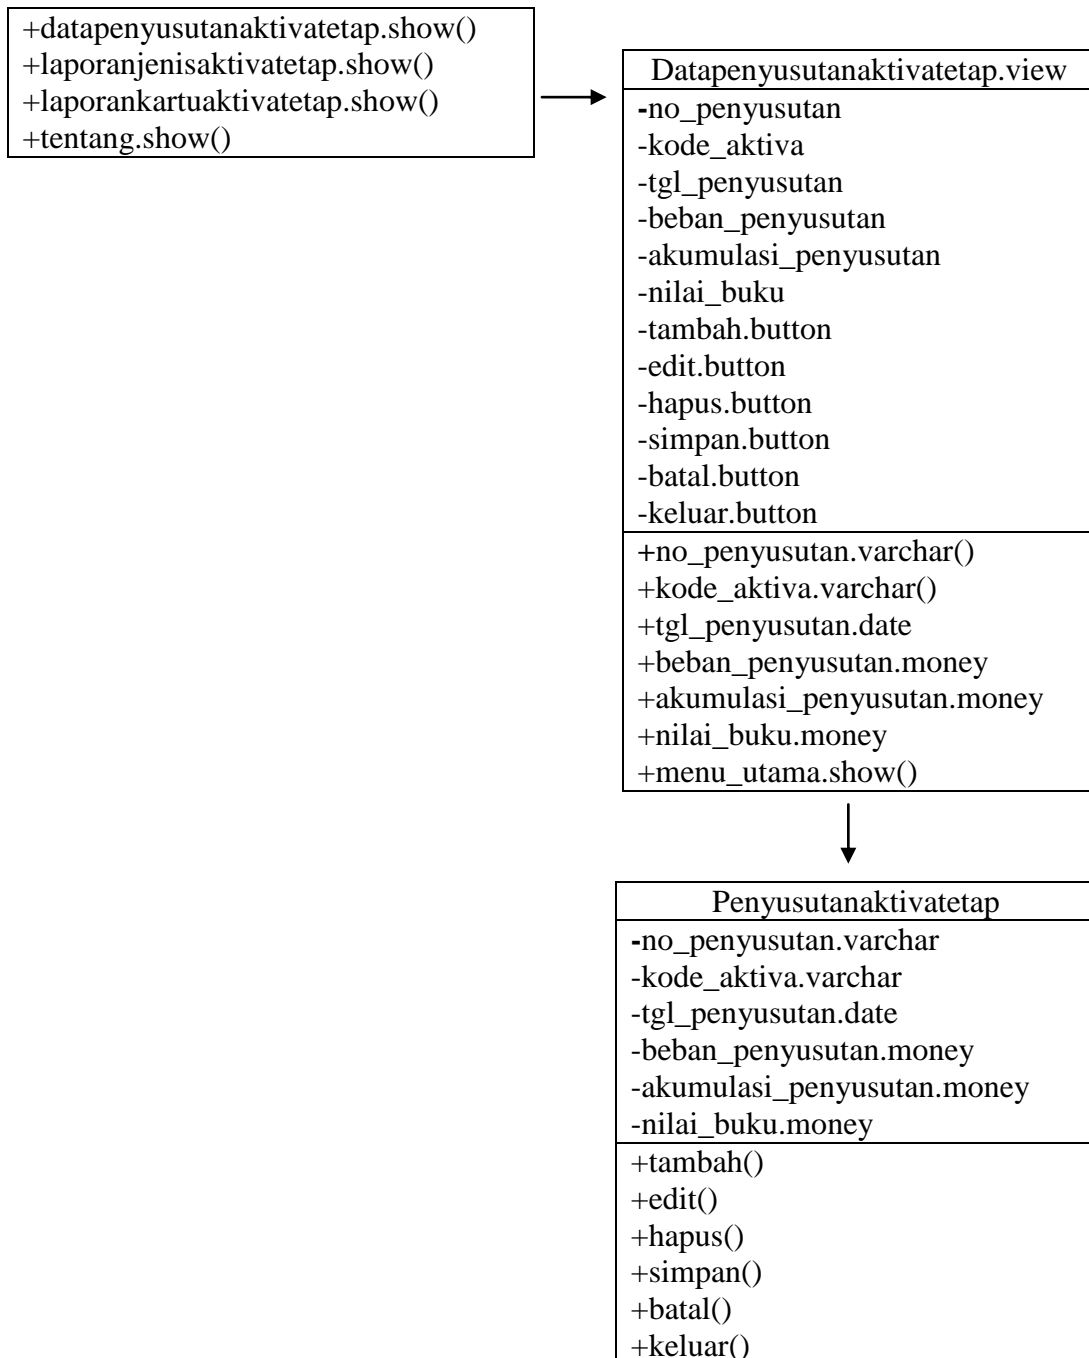 +datapenyusutanaktivatetap.show()
+laporanjenisaktivatetap.show()
+laporankartuaktivatetap.show()
+tentang.show()
Datapenyusutanaktivatetap.view
-no_penyusutan
-kode_aktiva
-tgl_penyusutan
-beban_penyusutan
-akumulasi_penyusutan
-nilai_buku
-tambah.button
-edit.button
-hapus.button
-simpan.button
-batal.button
-keluar.button
+no_penyusutan.varchar()
+kode_aktiva.varchar()
+tgl_penyusutan.date
+beban_penyusutan.money
+akumulasi_penyusutan.money
+nilai_buku.money
+menu_utama.show()
Penyusutanaktivatetap
-no_penyusutan.varchar
-kode_aktiva.varchar
-tgl_penyusutan.date
-beban_penyusutan.money
-akumulasi_penyusutan.money
-nilai_buku.money
+tambah()
+edit()
+hapus()
+simpan()
+batal()
+keluar()